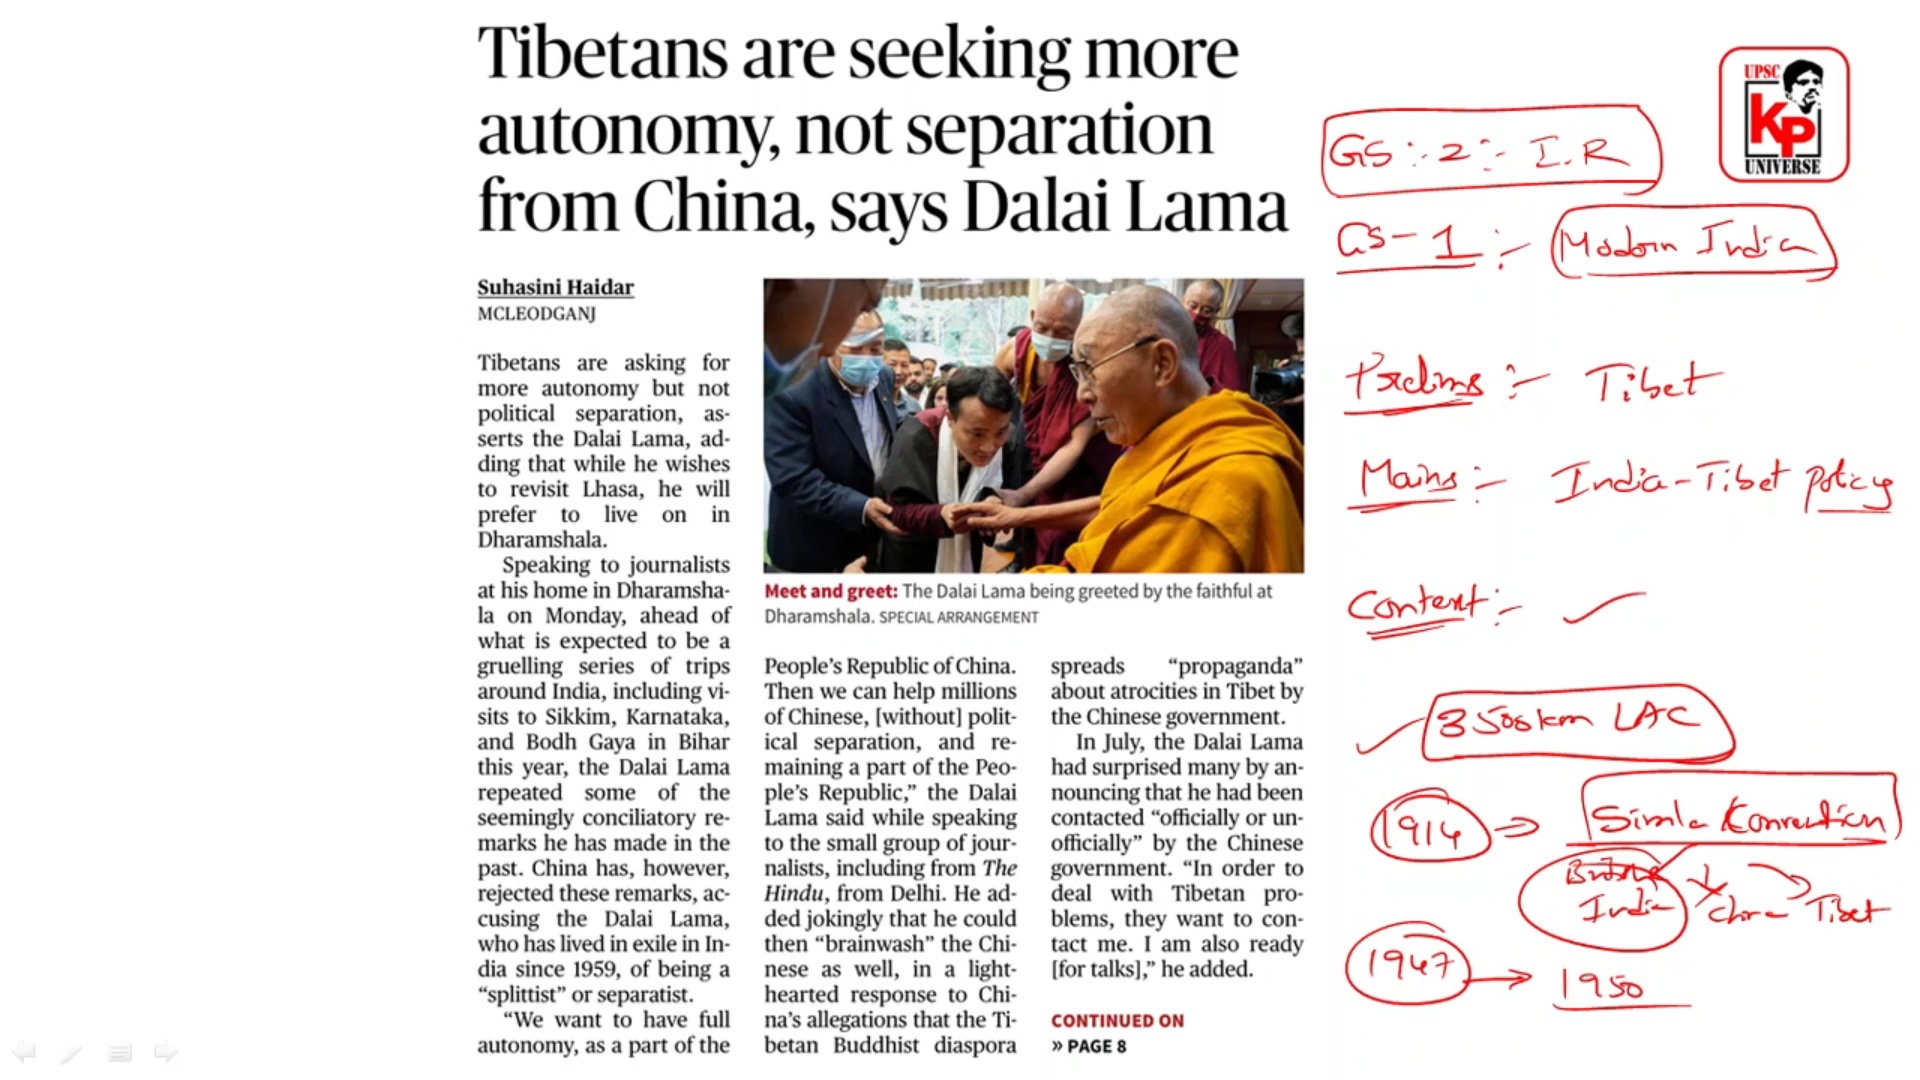 Tibetans are seeking more
autonomy, not separation
from China, says Dalai Lama
Suhasini Haidar
MCLEODGANJ
Tibetans are asking for
more autonomy but not
political separation, as-
serts the Dalai Lama, ad-
ding that while he wishes
to revisit Lhasa, he will
prefer to live on in
Dharamshala.
Speaking to journalists
at his home in Dharamsha-
la on Monday, ahead of
what is expected to be a
gruelling series of trips
around India, including vi-
sits to Sikkim, Karnataka,
and Bodh Gaya in Bihar
this year, the Dalai Lama
repeated some of the
seemingly conciliatory re-
marks he has made in the
past. China has, however,
rejected these remarks, ac-
cusing the Dalai Lama,
who has lived in exile in In-
dia since 1959, of being a
“splittist” or separatist.
“We want to have full
autonomy, as a part of the
Meet and greet: The Dalai Lama being greeted by the faithful at
Dharamshala. SPECIAL ARRANGEMENT
People’s Republic of China.
Then we can help millions
of Chinese, [without] polit-
ical separation, and re-
maining a part of the Peo-
ple’s Republic,” the Dalai
Lama said while speaking
to the small group of jour-
nalists, including from The
Hindu, from Delhi. He ad-
ded jokingly that he could
then “brainwash” the Chi-
nese as well, in a light-
hearted response to Chi-
na’s allegations that the Ti-
betan Buddhist diaspora
spreads “propaganda”
about atrocities in Tibet by
the Chinese government.
In July, the Dalai Lama
had surprised many by an-
nouncing that he had been
contacted “officially or un-
officially” by the Chinese
government. “In order to
deal with Tibetan pro-
blems, they want to con-
tact me. I am also ready
[for talks],” he added.
CONTINUED ON
» PAGE 8
UPSC
KP
UNIVERSE
GS :- 2 :- I.R
GS-1 :- Modern India
Prelims :- Tibet
Mains :- India-Tibet policy
Context :- ✓
✓ 3500km LAC
1914 → Simla Convention
British
India China Tibet
1947 → 1950